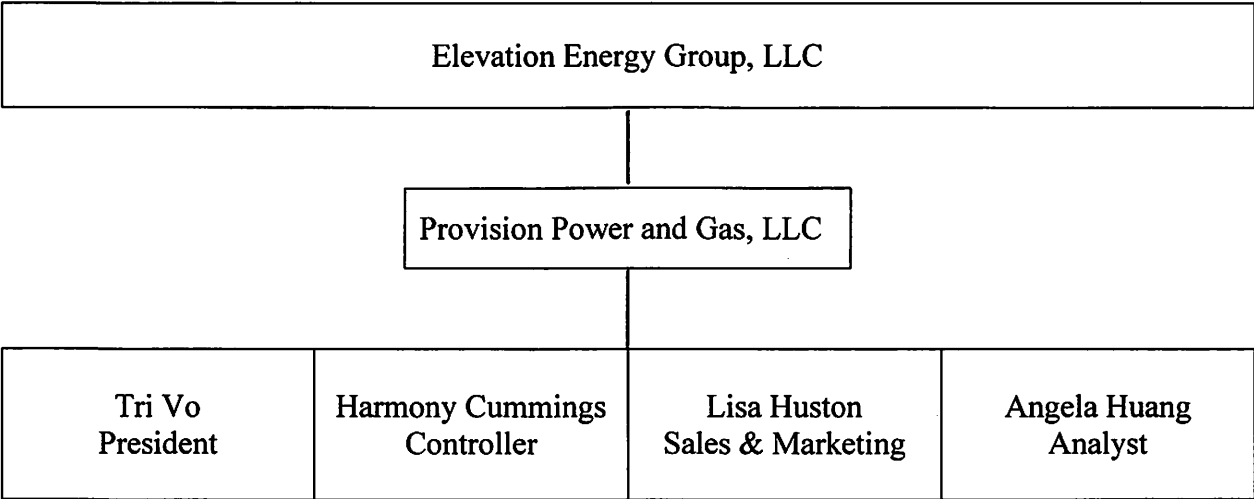 Elevation Energy Group, LLC
Provision Power and Gas, LLC
Tri Vo
President
Harmony Cummings
Controller
Lisa Huston
Sales & Marketing
Angela Huang
Analyst